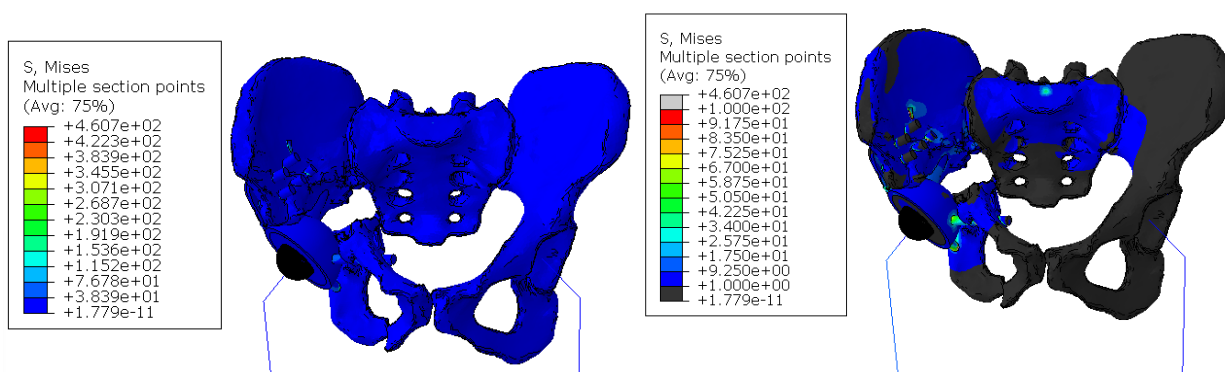 S, Mises
Multiple section points
(Avg: 75%)
+4.607e+02
+4.223e+02
+3.839e+02
+3.455e+02
+3.071e+02
+2.687e+02
+2.303e+02
+1.919e+02
+1.536e+02
+1.152e+02
+7.678e+01
+3.839e+01
+1.779e-11
S, Mises
Multiple section points
(Avg: 75%)
+4.607e+02
+1.000e+02
+9.175e+01
+8.350e+01
+7.525e+01
+6.700e+01
+5.875e+01
+5.050e+01
+4.225e+01
+3.400e+01
+2.575e+01
+1.750e+01
+9.250e+00
+1.000e+00
+1.779e-11